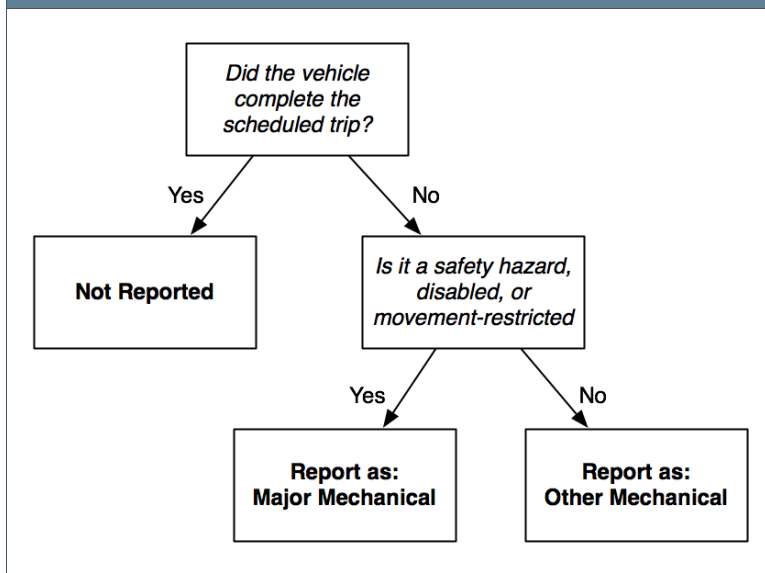 Did the vehicle
complete the
scheduled trip?
Yes
No
Not Reported
Is it a safety hazard,
disabled, or
movement-restricted
Yes
No
Report as:
Major Mechanical
Report as:
Other Mechanical